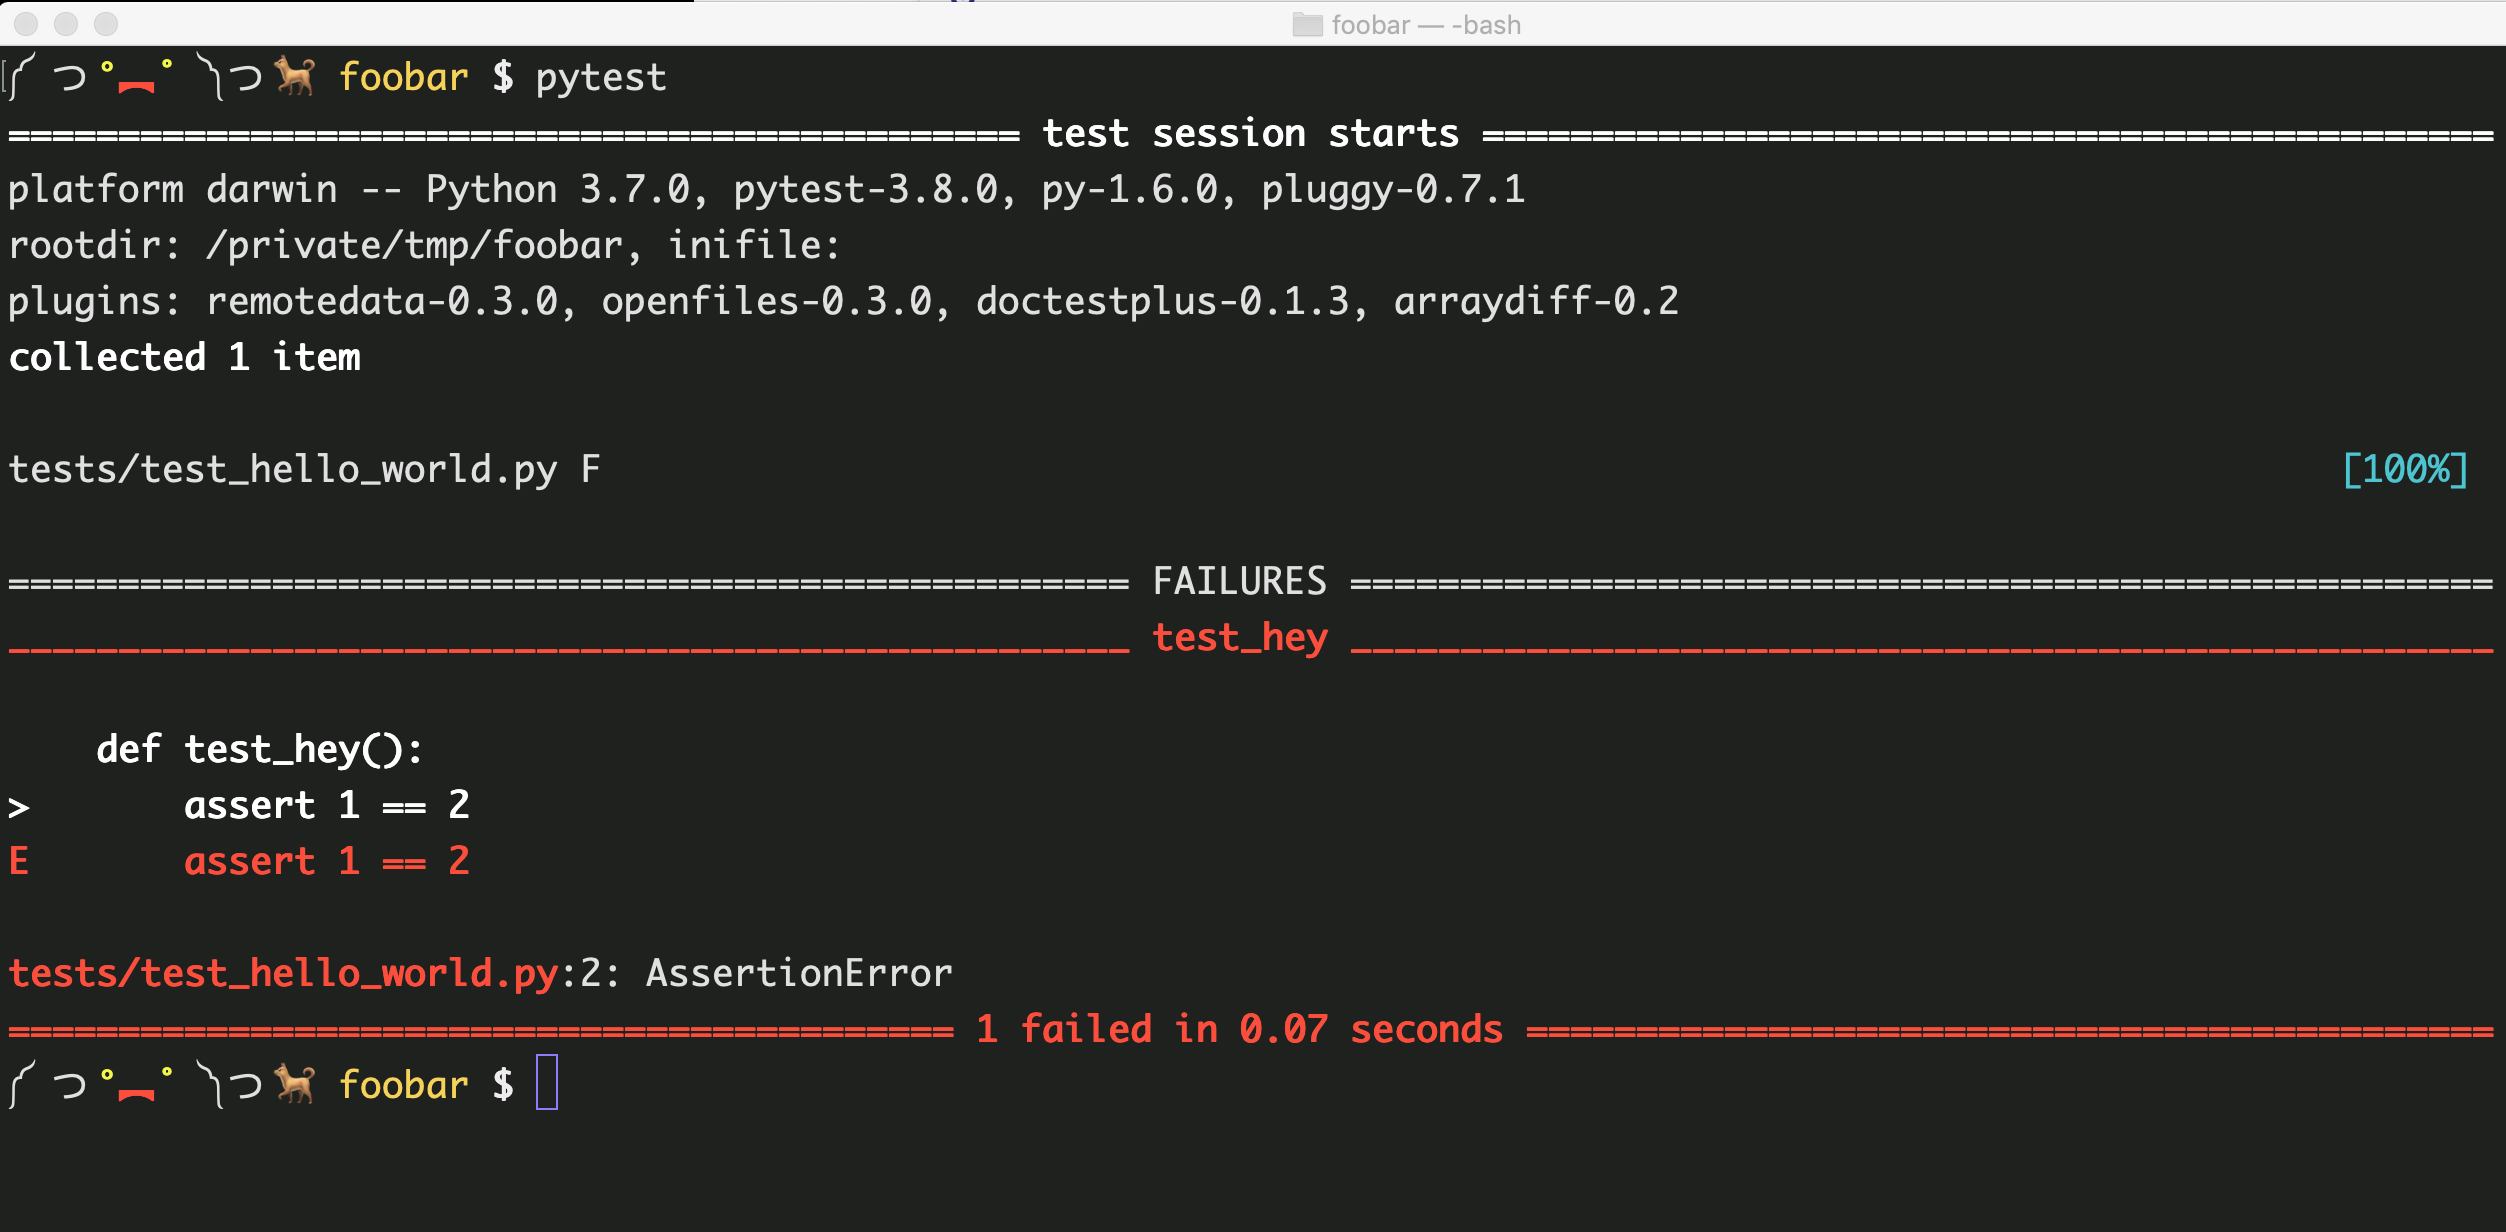 foobar — -bash
༼ つ ° ︻ ° ༽つ🐕 foobar $ pytest
============================================== test session starts ==============================================
platform darwin -- Python 3.7.0, pytest-3.8.0, py-1.6.0, pluggy-0.7.1
rootdir: /private/tmp/foobar, inifile:
plugins: remotedata-0.3.0, openfiles-0.3.0, doctestplus-0.1.3, arraydiff-0.2
collected 1 item
tests/test_hello_world.py F [100%]
=================================================== FAILURES ====================================================
___________________________________________________ test_hey ____________________________________________________
def test_hey():
> assert 1 == 2
E assert 1 == 2
tests/test_hello_world.py:2: AssertionError
=========================================== 1 failed in 0.07 seconds ============================================
༼ つ ° ︻ ° ༽つ🐕 foobar $